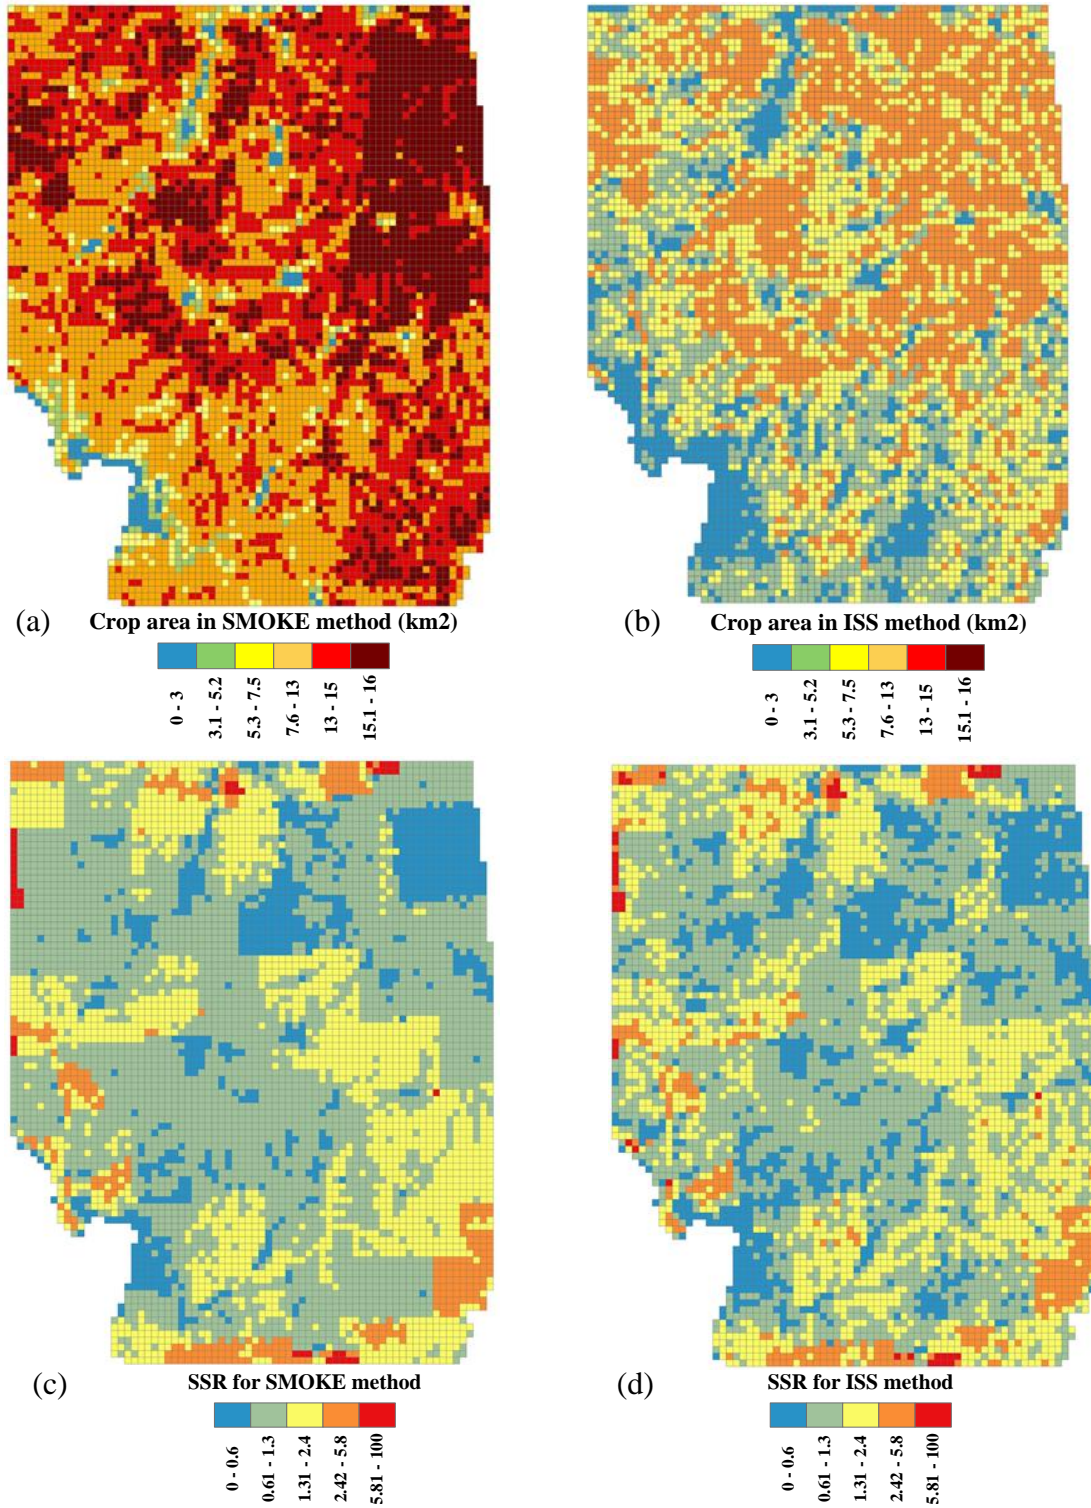 (a) Crop area in SMOKE method (km2)
(b) Crop area in ISS method (km2)
0 - 3
3.1 - 5.2
5.3 - 7.5
7.6 - 13
13 - 15
15.1 - 16
0 - 3
3.1 - 5.2
5.3 - 7.5
7.6 - 13
13 - 15
15.1 - 16
(c) SSR for SMOKE method
(d) SSR for ISS method
0 - 0.6
0.61 - 1.3
1.31 - 2.4
2.42 - 5.8
5.81 - 100
0 - 0.6
0.61 - 1.3
1.31 - 2.4
2.42 - 5.8
5.81 - 100